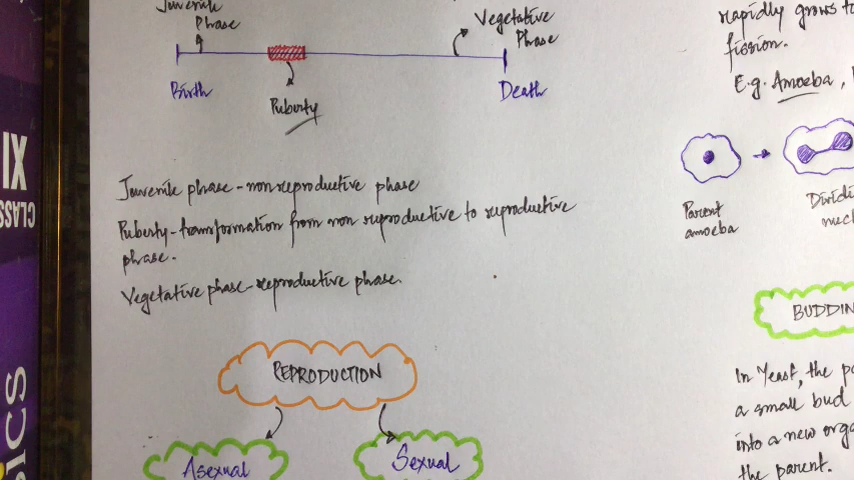 Juvenile
Phase
Vegetative
Phase
Birth
Puberty
Death
Juvenile phase - non reproductive phase
Puberty - transformation from non reproductive to reproductive
phase.
Vegetative phase - reproductive phase.
REPRODUCTION
Asexual
Sexual
rapidly grows to
fission.
E.g. Amoeba,
Parent
amoeba
BUDDIN
In Yeast, the
a small bud
into a new
the parent.
XI
CLASS